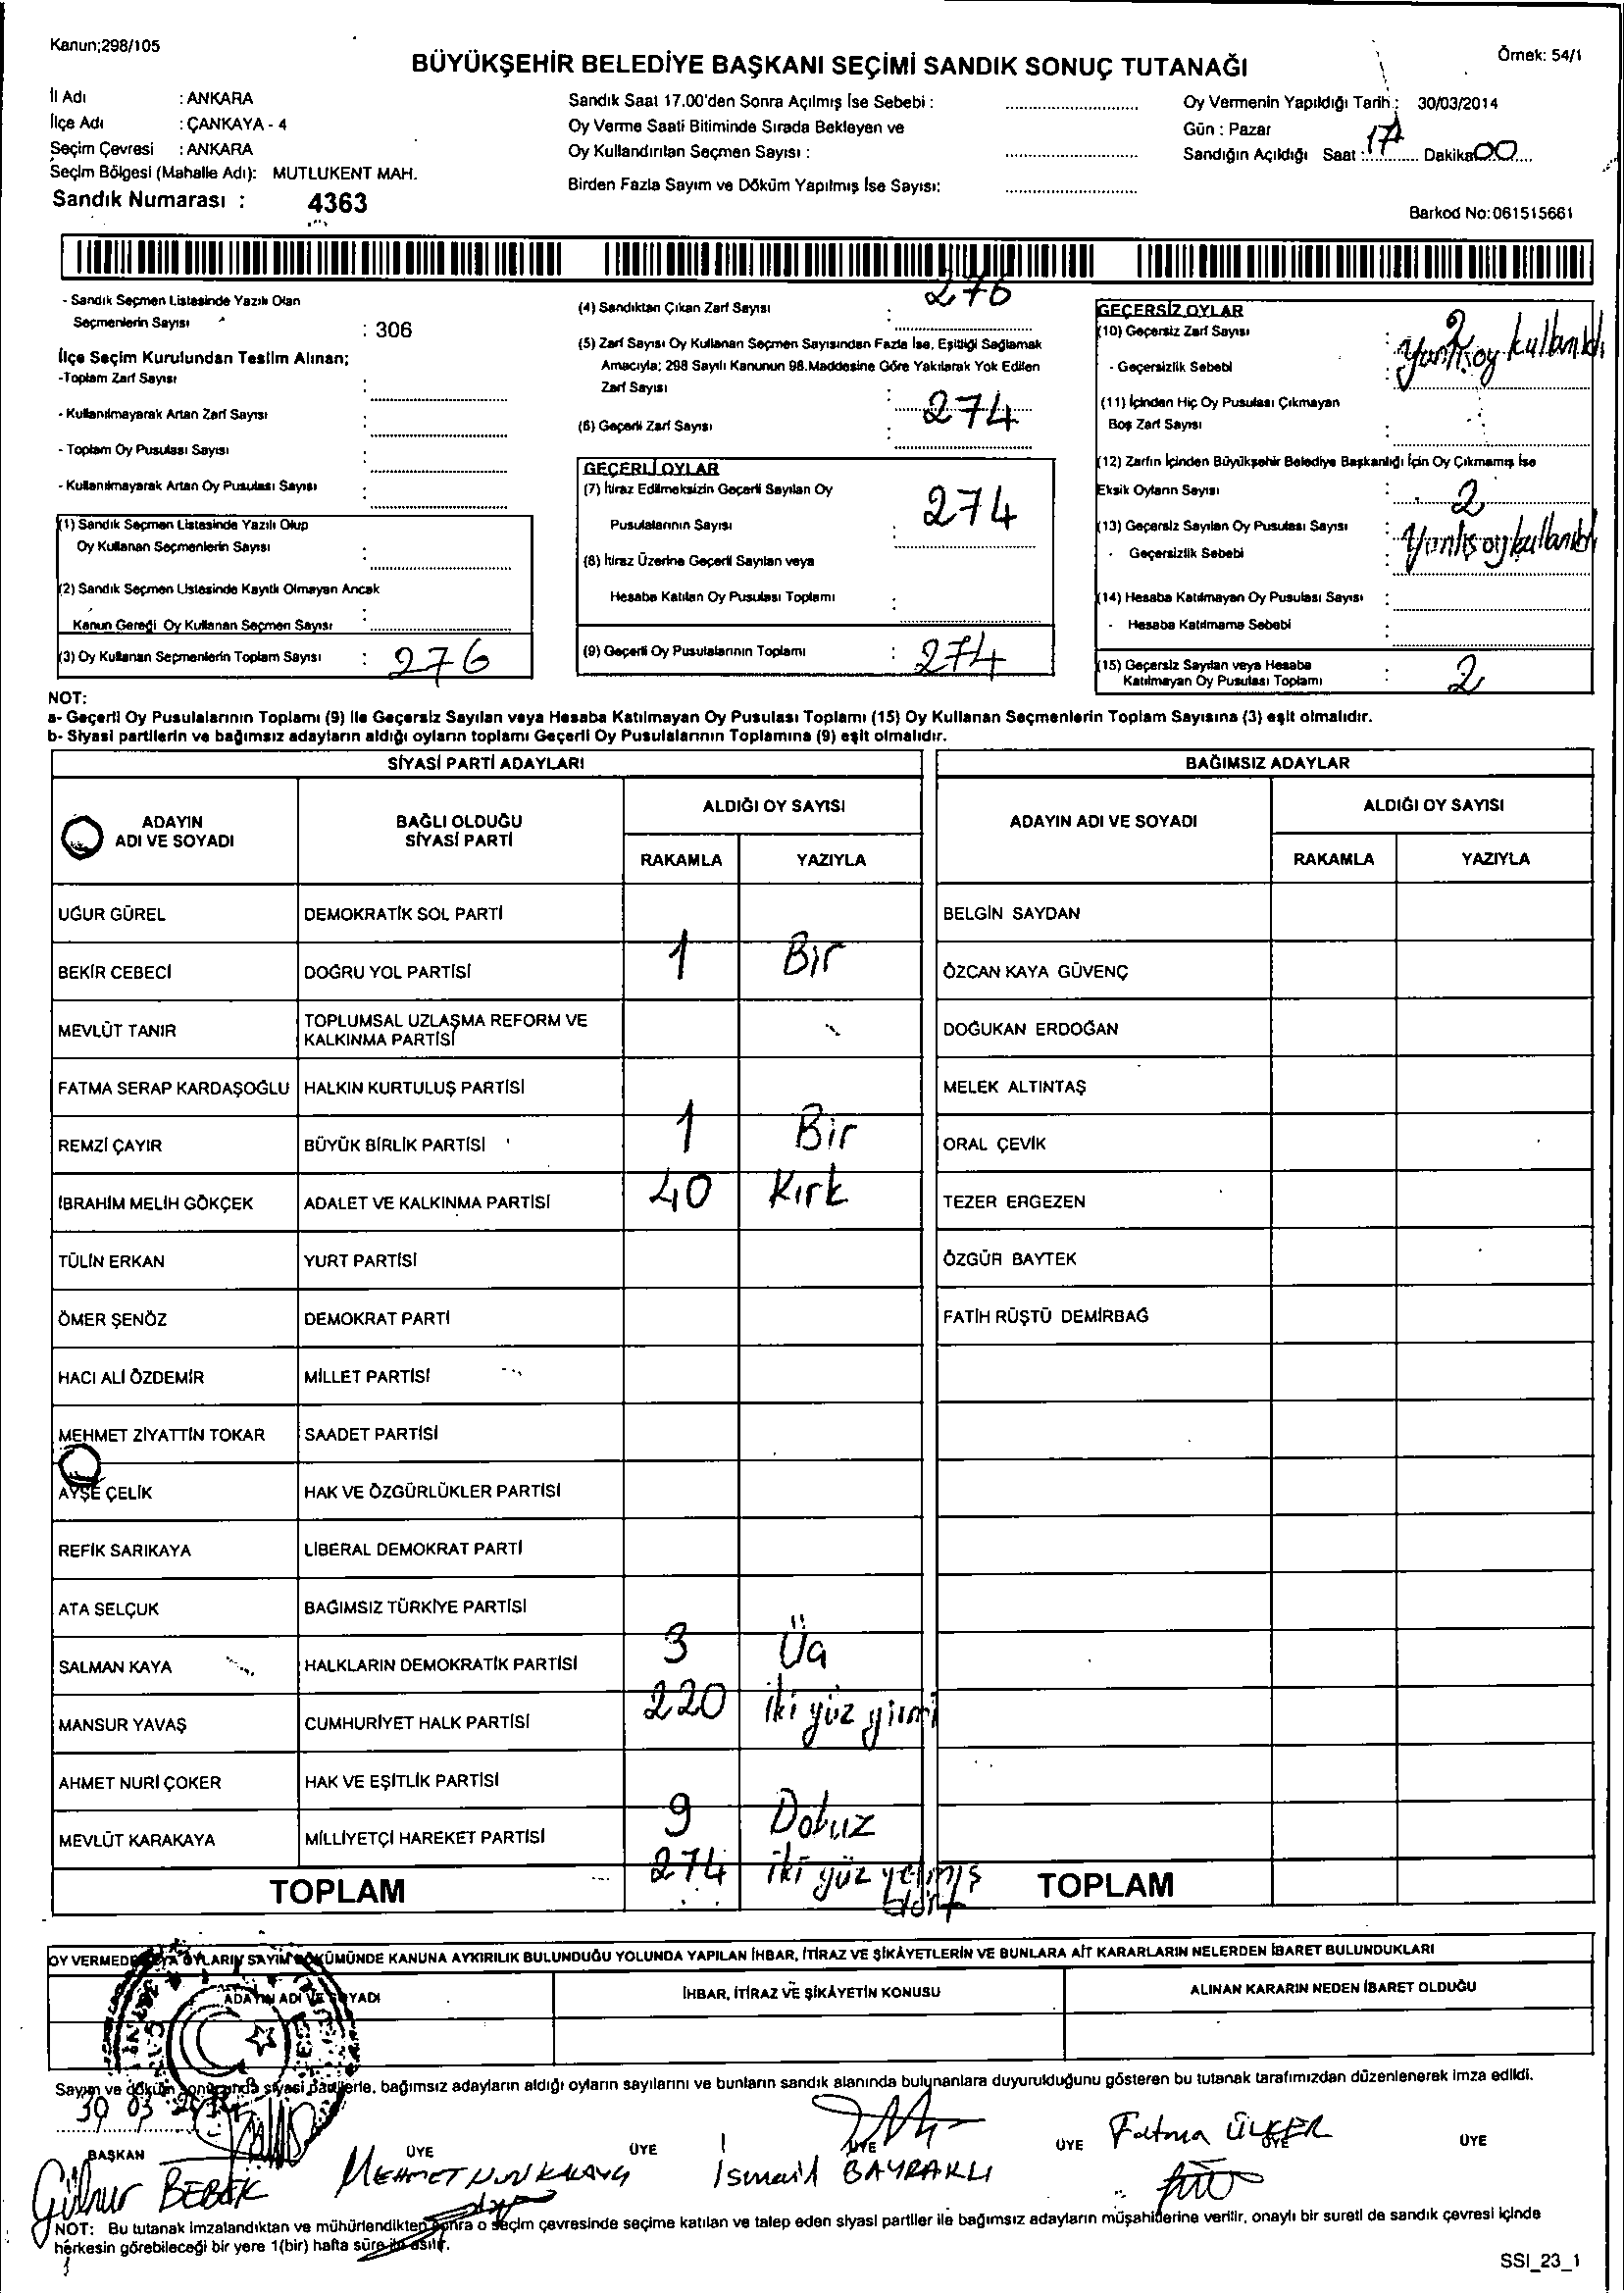 Kanun;298/105
Örnek: 54/1
BÜYÜKŞEHİR BELEDİYE BAŞKANI SEÇİMİ SANDIK SONUÇ TUTANAĞI
İl Adı : ANKARA
İlçe Adı : ÇANKAYA - 4
Seçim Çevresi : ANKARA
Seçim Bölgesi (Mahalle Adı): MUTLUKENT MAH.
Sandık Numarası : 4363
Sandık Saat 17.00'den Sonra Açılmış İse Sebebi :
Oy Verme Saati Bitiminde Sırada Bekleyen ve
Oy Kullandırılan Seçmen Sayısı :
Birden Fazla Sayım ve Döküm Yapılmış İse Sayısı:
Oy Vermenin Yapıldığı Tarih : 30/03/2014
Gün : Pazar
Sandığın Açıldığı Saat : 17 Dakika 00
Barkod No:061515661
- Sandık Seçmen Listesinde Yazılı Olan
Seçmenlerin Sayısı : 306
İlçe Seçim Kurulundan Teslim Alınan;
-Toplam Zarf Sayısı :
- Kullanılmayarak Artan Zarf Sayısı :
- Toplam Oy Pusulası Sayısı :
- Kullanılmayarak Artan Oy Pusulası Sayısı :
(1) Sandık Seçmen Listesinde Yazılı Olup
Oy Kullanan Seçmenlerin Sayısı :
(2) Sandık Seçmen Listesinde Kayıtlı Olmayan Ancak
Kanun Gereği Oy Kullanan Seçmen Sayısı :
(3) Oy Kullanan Seçmenlerin Toplam Sayısı : 276
(4) Sandıktan Çıkan Zarf Sayısı : 276
(5) Zarf Sayısı Oy Kullanan Seçmen Sayısından Fazla İse, Eşitliği Sağlamak
Amacıyla; 298 Sayılı Kanunun 98.Maddesine Göre Yakılarak Yok Edilen
Zarf Sayısı :
(6) Geçerli Zarf Sayısı : 274
GEÇERLİ OYLAR
(7) İtiraz Edilmeksizin Geçerli Sayılan Oy
Pusulalarının Sayısı : 274
(8) İtiraz Üzerine Geçerli Sayılan veya
Hesaba Katılan Oy Pusulası Toplamı :
(9) Geçerli Oy Pusulalarının Toplamı : 274
GEÇERSİZ OYLAR
(10) Geçersiz Zarf Sayısı : 2
- Geçersizlik Sebebi : Yanlış oy kullanıldı
(11) İçinden Hiç Oy Pusulası Çıkmayan
Boş Zarf Sayısı :
(12) Zarfın İçinden Büyükşehir Belediye Başkanlığı İçin Oy Çıkmamış İse
Eksik Oyların Sayısı :
(13) Geçersiz Sayılan Oy Pusulası Sayısı : 2
- Geçersizlik Sebebi : Yanlış oy kullanıldı
(14) Hesaba Katılmayan Oy Pusulası Sayısı :
- Hesaba Katılmama Sebebi :
(15) Geçersiz Sayılan veya Hesaba
Katılmayan Oy Pusulası Toplamı : 2
NOT:
a- Geçerli Oy Pusulalarının Toplamı (9) ile Geçersiz Sayılan veya Hesaba Katılmayan Oy Pusulası Toplamı (15) Oy Kullanan Seçmenlerin Toplam Sayısına (3) eşit olmalıdır.
b- Siyasi partilerin ve bağımsız adayların aldığı oyların toplamı Geçerli Oy Pusulalarının Toplamına (9) eşit olmalıdır.
SİYASİ PARTİ ADAYLARI
BAĞIMSIZ ADAYLAR
ADAYIN ADI VE SOYADI
BAĞLI OLDUĞU SİYASİ PARTİ
ALDIĞI OY SAYISI
RAKAMLA YAZIYLA
ADAYIN ADI VE SOYADI
ALDIĞI OY SAYISI
RAKAMLA YAZIYLA
UĞUR GÜREL DEMOKRATİK SOL PARTİ BELGİN SAYDAN
BEKİR CEBECİ DOĞRU YOL PARTİSİ 1 Bir ÖZCAN KAYA GÜVENÇ
MEVLÜT TANIR TOPLUMSAL UZLAŞMA REFORM VE KALKINMA PARTİSİ DOĞUKAN ERDOĞAN
FATMA SERAP KARDAŞOĞLU HALKIN KURTULUŞ PARTİSİ MELEK ALTINTAŞ
REMZİ ÇAYIR BÜYÜK BİRLİK PARTİSİ 1 Bir ORAL ÇEVİK
İBRAHİM MELİH GÖKÇEK ADALET VE KALKINMA PARTİSİ 40 Kırk TEZER ERGEZEN
TÜLİN ERKAN YURT PARTİSİ ÖZGÜR BAYTEK
ÖMER ŞENÖZ DEMOKRAT PARTİ FATİH RÜŞTÜ DEMİRBAĞ
HACI ALİ ÖZDEMİR MİLLET PARTİSİ
MEHMET ZİYATTİN TOKAR SAADET PARTİSİ
AYŞE ÇELİK HAK VE ÖZGÜRLÜKLER PARTİSİ
REFİK SARIKAYA LİBERAL DEMOKRAT PARTİ
ATA SELÇUK BAĞIMSIZ TÜRKİYE PARTİSİ
SALMAN KAYA HALKLARIN DEMOKRATİK PARTİSİ 3 Üç
MANSUR YAVAŞ CUMHURİYET HALK PARTİSİ 220 iki yüz yirmi
AHMET NURİ ÇOKER HAK VE EŞİTLİK PARTİSİ
MEVLÜT KARAKAYA MİLLİYETÇİ HAREKET PARTİSİ 9 Dokuz
TOPLAM 274 iki yüz yetmiş dört TOPLAM
OY VERMEDE VEYA OYLARIN SAYIM DÖKÜMÜNDE KANUNA AYKIRILIK BULUNDUĞU YOLUNDA YAPILAN İHBAR, İTİRAZ VE ŞİKÂYETLERİN VE BUNLARA AİT KARARLARIN NELERDEN İBARET BULUNDUKLARI
ADAYIN ADI VE SOYADI İHBAR, İTİRAZ VE ŞİKÂYETİN KONUSU ALINAN KARARIN NEDEN İBARET OLDUĞU
Sayım ve döküm sonucunda siyasi partilerle, bağımsız adayların aldığı oyların sayılarını ve bunların sandık alanında bulunanlara duyurulduğunu gösteren bu tutanak tarafımızdan düzenlenerek imza edildi.
30 03 2014
BAŞKAN ÜYE ÜYE ÜYE ÜYE ÜYE ÜYE
Gülnur BEBEK MEHMET İsmail BAYRAKLI Fatma ÜLKER
NOT: Bu tutanak imzalandıktan ve mühürlendikten sonra o seçim çevresinde seçime katılan ve talep eden siyasi partiler ile bağımsız adayların müşahitlerine verilir, onaylı bir sureti de sandık çevresi içinde
herkesin görebileceği bir yere 1(bir) hafta süre ile asılır.
SSI_23_1